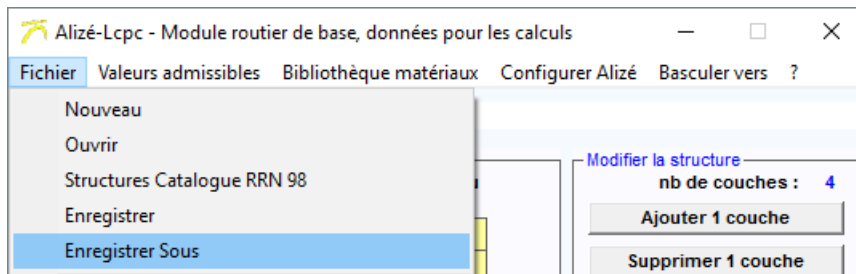 Alizé-Lcpc - Module routier de base, données pour les calculs
Fichier Valeurs admissibles Bibliothèque matériaux Configurer Alizé Basculer vers ?
Nouveau
Ouvrir
Structures Catalogue RRN 98
Enregistrer
Enregistrer Sous
Modifier la structure
nb de couches : 4
Ajouter 1 couche
Supprimer 1 couche